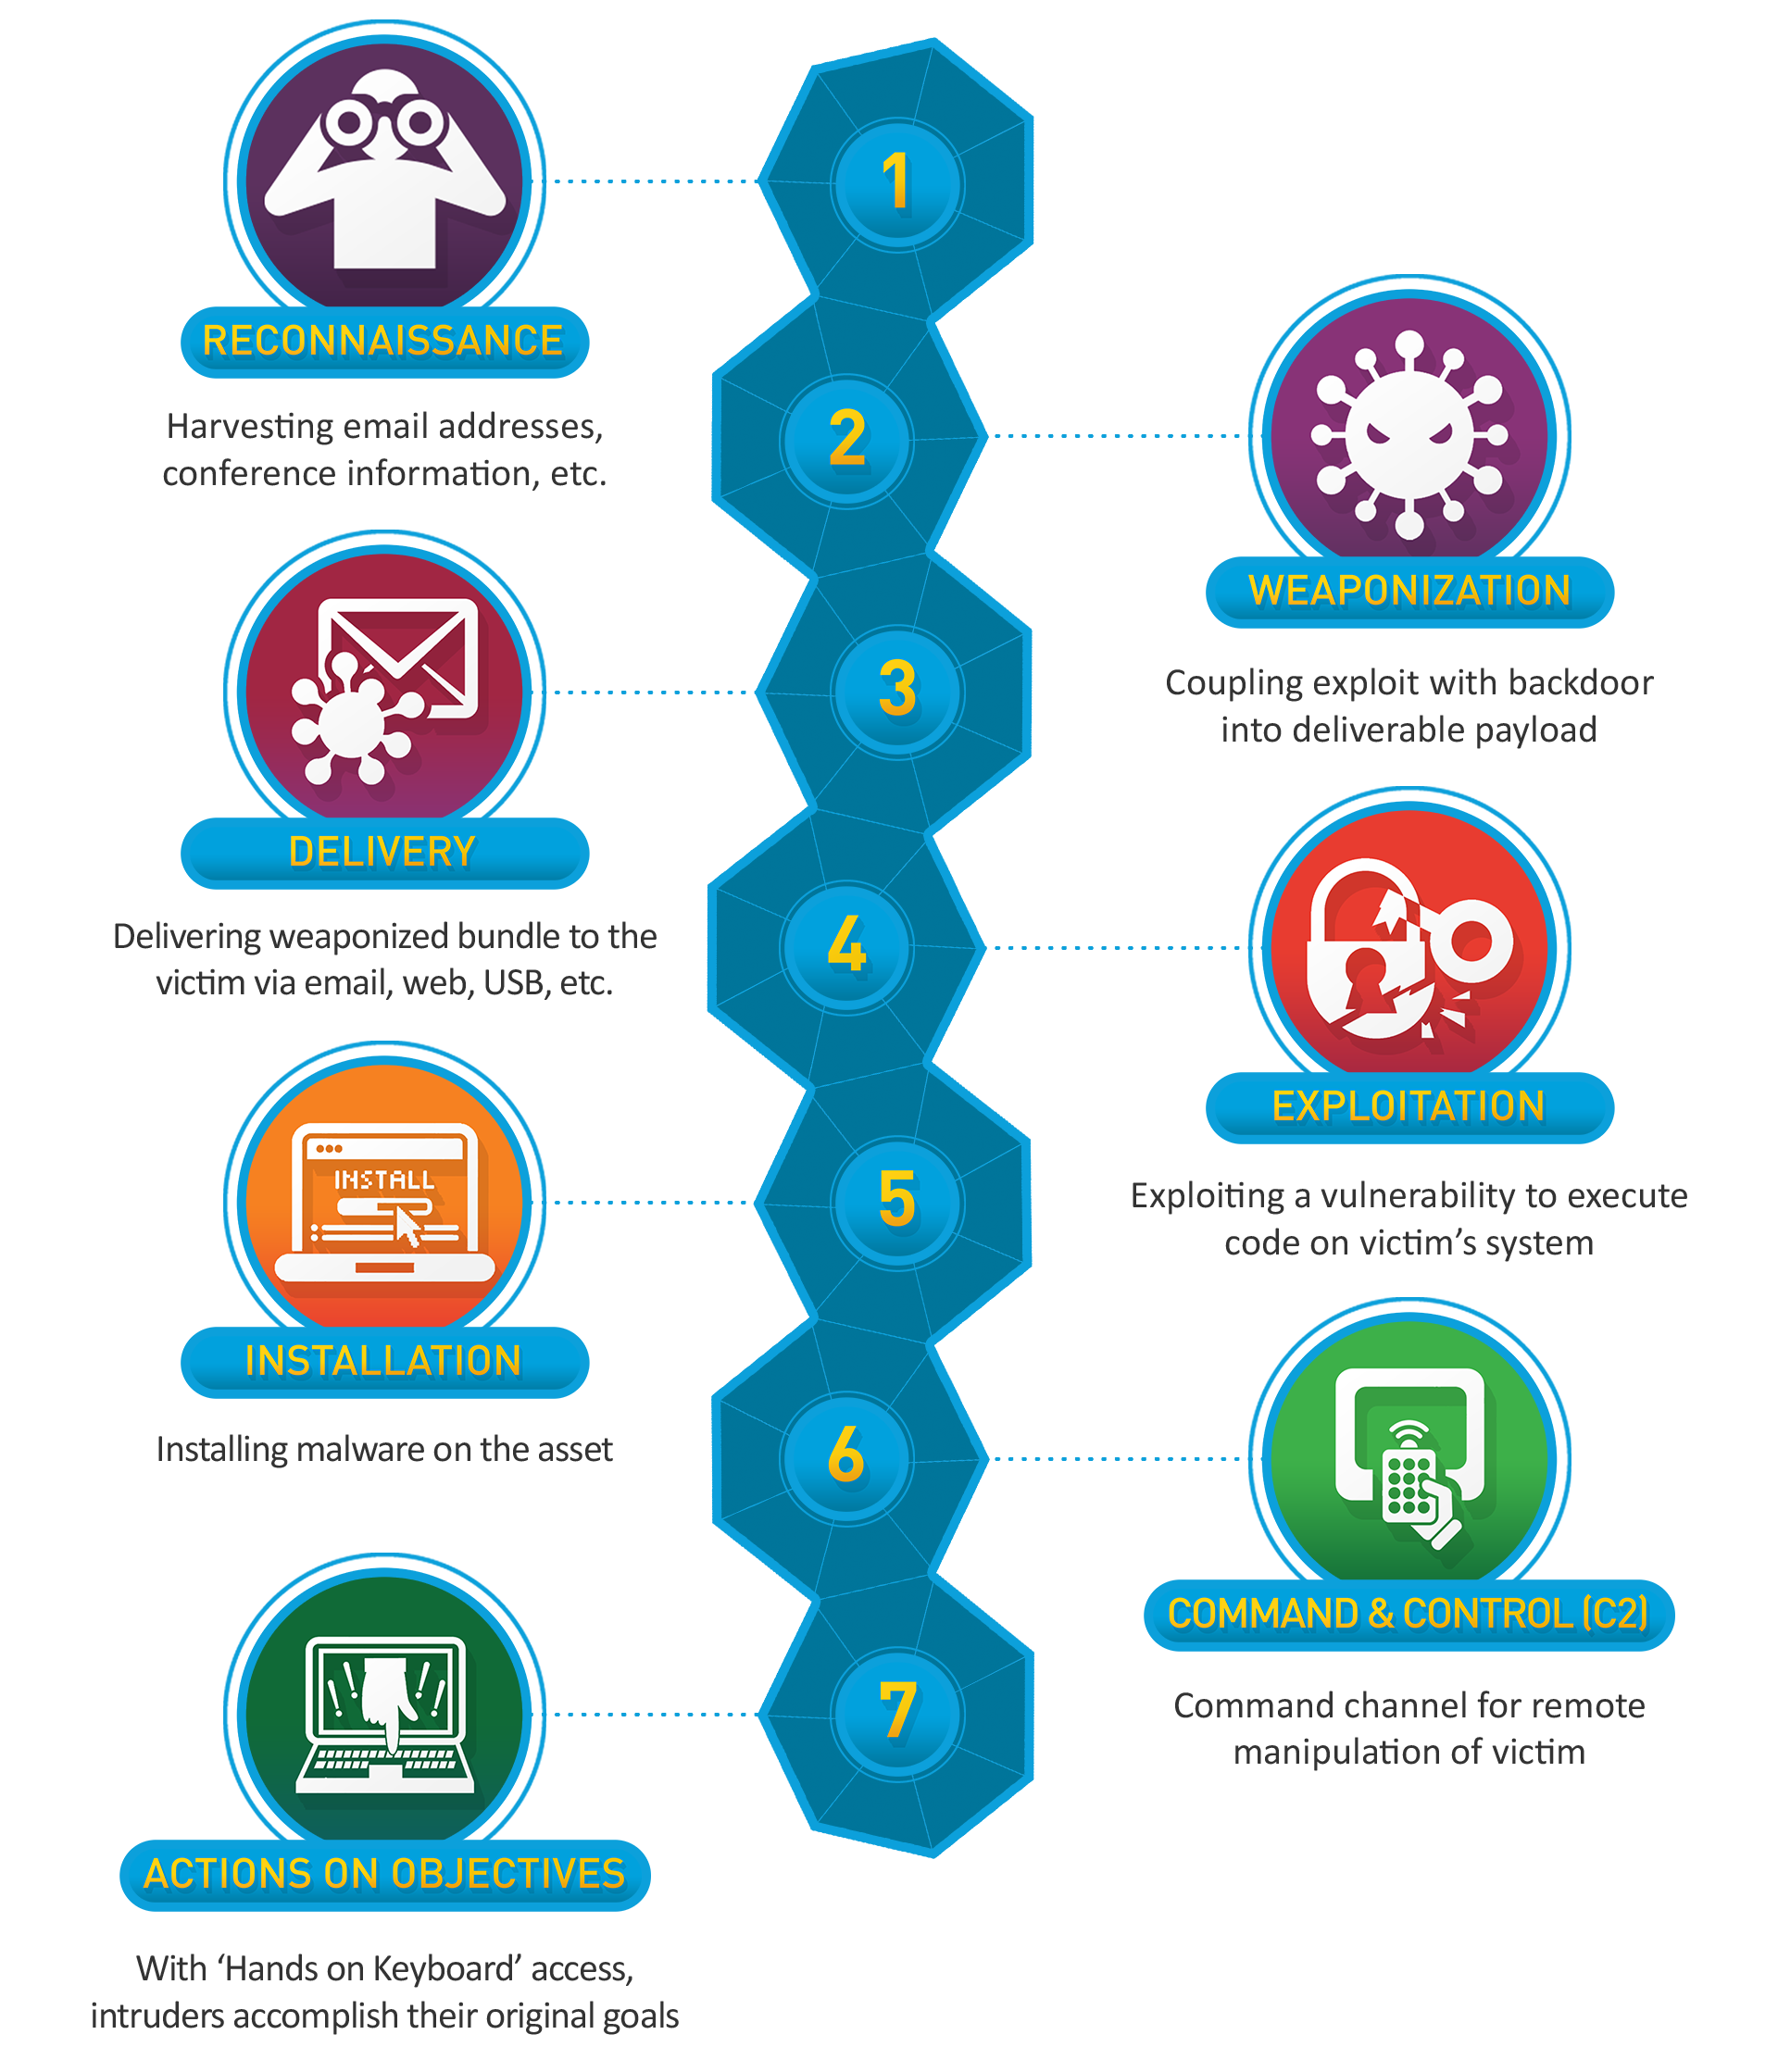 1
RECONNAISSANCE
Harvesting email addresses,
conference information, etc.
2
WEAPONIZATION
Coupling exploit with backdoor
into deliverable payload
3
DELIVERY
Delivering weaponized bundle to the
victim via email, web, USB, etc.
4
EXPLOITATION
Exploiting a vulnerability to execute
code on victim’s system
5
INSTALL
INSTALLATION
Installing malware on the asset
6
COMMAND & CONTROL (C2)
Command channel for remote
manipulation of victim
7
ACTIONS ON OBJECTIVES
With ‘Hands on Keyboard’ access,
intruders accomplish their original goals